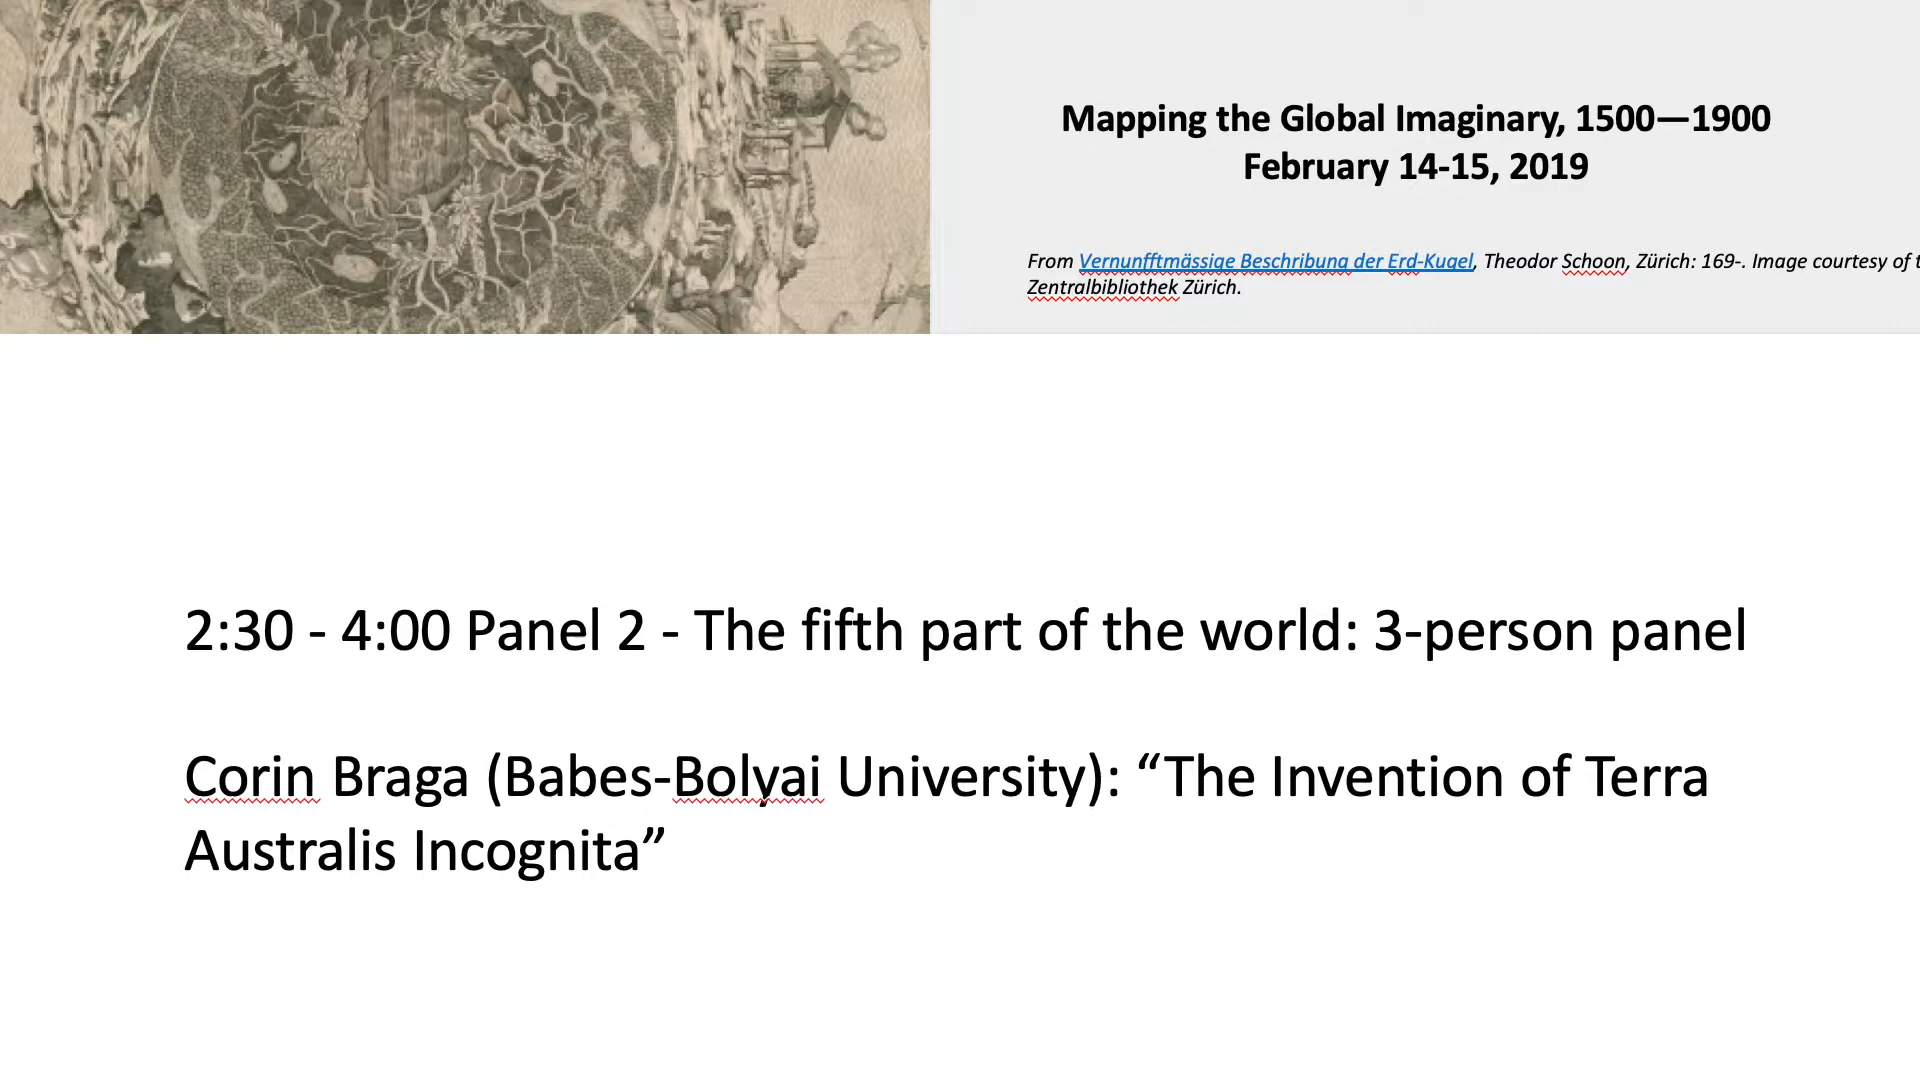 Mapping the Global Imaginary, 1500—1900
February 14-15, 2019
From Vernunfftmässige Beschribung der Erd-Kugel, Theodor Schoon, Zürich: 169-. Image courtesy of
Zentralbibliothek Zürich.
2:30 - 4:00 Panel 2 - The fifth part of the world: 3-person panel
Corin Braga (Babes-Bolyai University): “The Invention of Terra
Australis Incognita”